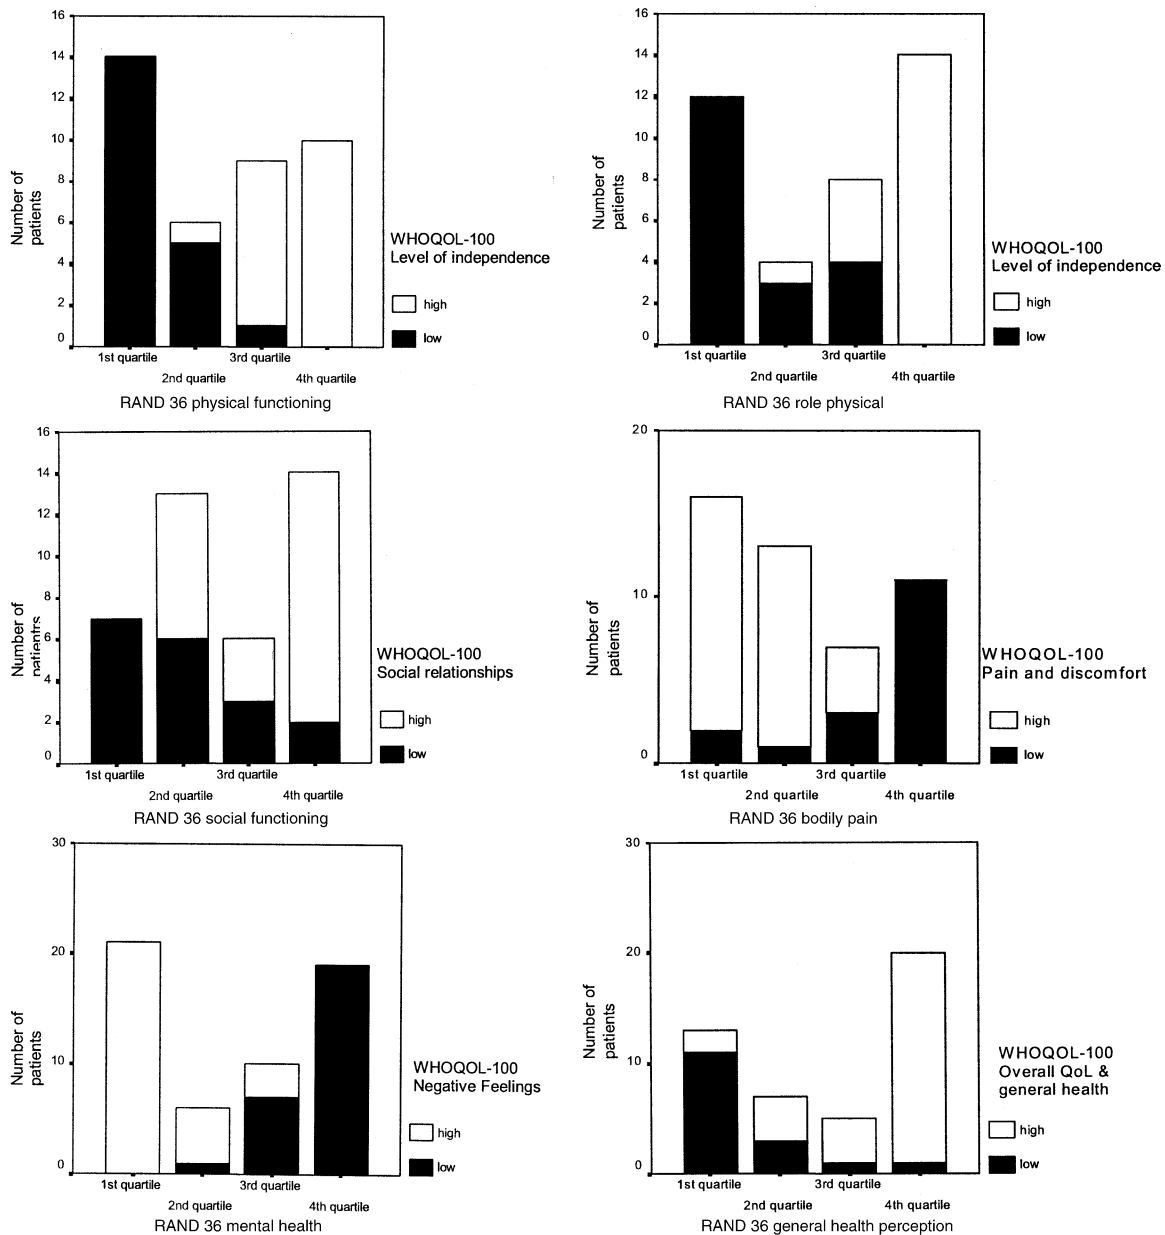 16
14
12
10
8
6
4
2
0
Number of
patients
1st quartile
2nd quartile
3rd quartile
4th quartile
RAND 36 physical functioning
WHOQOL-100
Level of independence
high
low
16
14
12
10
8
6
4
2
0
Number of
patients
1st quartile
2nd quartile
3rd quartile
4th quartile
RAND 36 role physical
WHOQOL-100
Level of independence
high
low
16
14
12
10
8
6
4
2
0
Number of
patientrs
1st quartile
2nd quartile
3rd quartile
4th quartile
RAND 36 social functioning
WHOQOL-100
Social relationships
high
low
20
10
0
Number of
patients
1st quartile
2nd quartile
3rd quartile
4th quartile
RAND 36 bodily pain
WHOQOL-100
Pain and discomfort
high
low
30
20
10
0
Number of
patients
1st quartile
2nd quartile
3rd quartile
4th quartile
RAND 36 mental health
WHOQOL-100
Negative Feelings
high
low
30
20
10
0
Number of
patients
1st quartile
2nd quartile
3rd quartile
4th quartile
RAND 36 general health perception
WHOQOL-100
Overall QoL &
general health
high
low